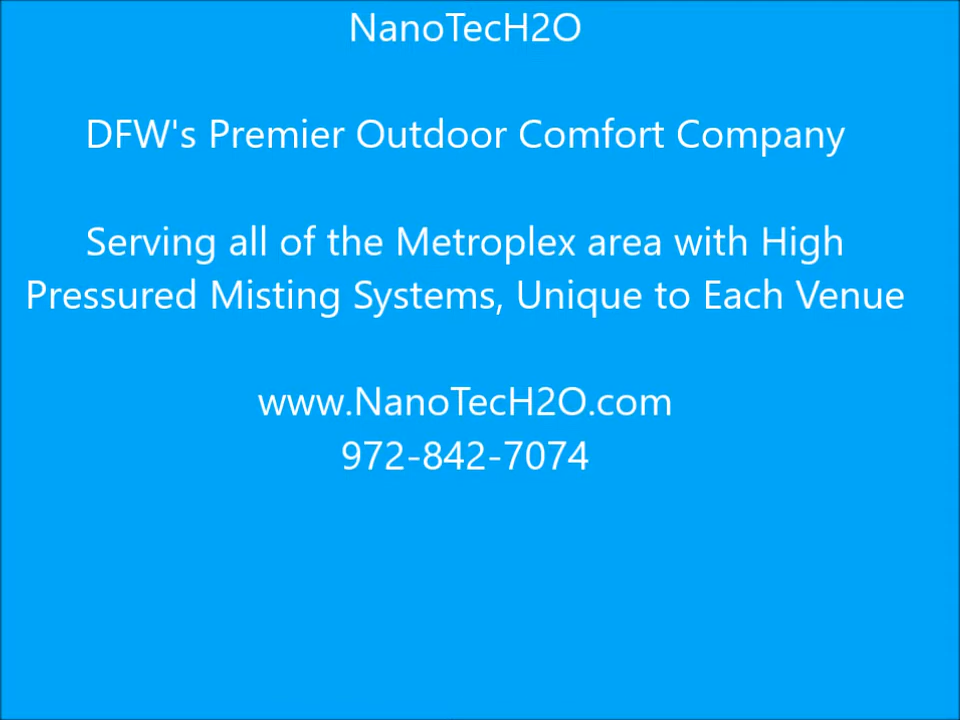 NanoTecH2O
DFW's Premier Outdoor Comfort Company
Serving all of the Metroplex area with High
Pressured Misting Systems, Unique to Each Venue
www.NanoTecH2O.com
972-842-7074